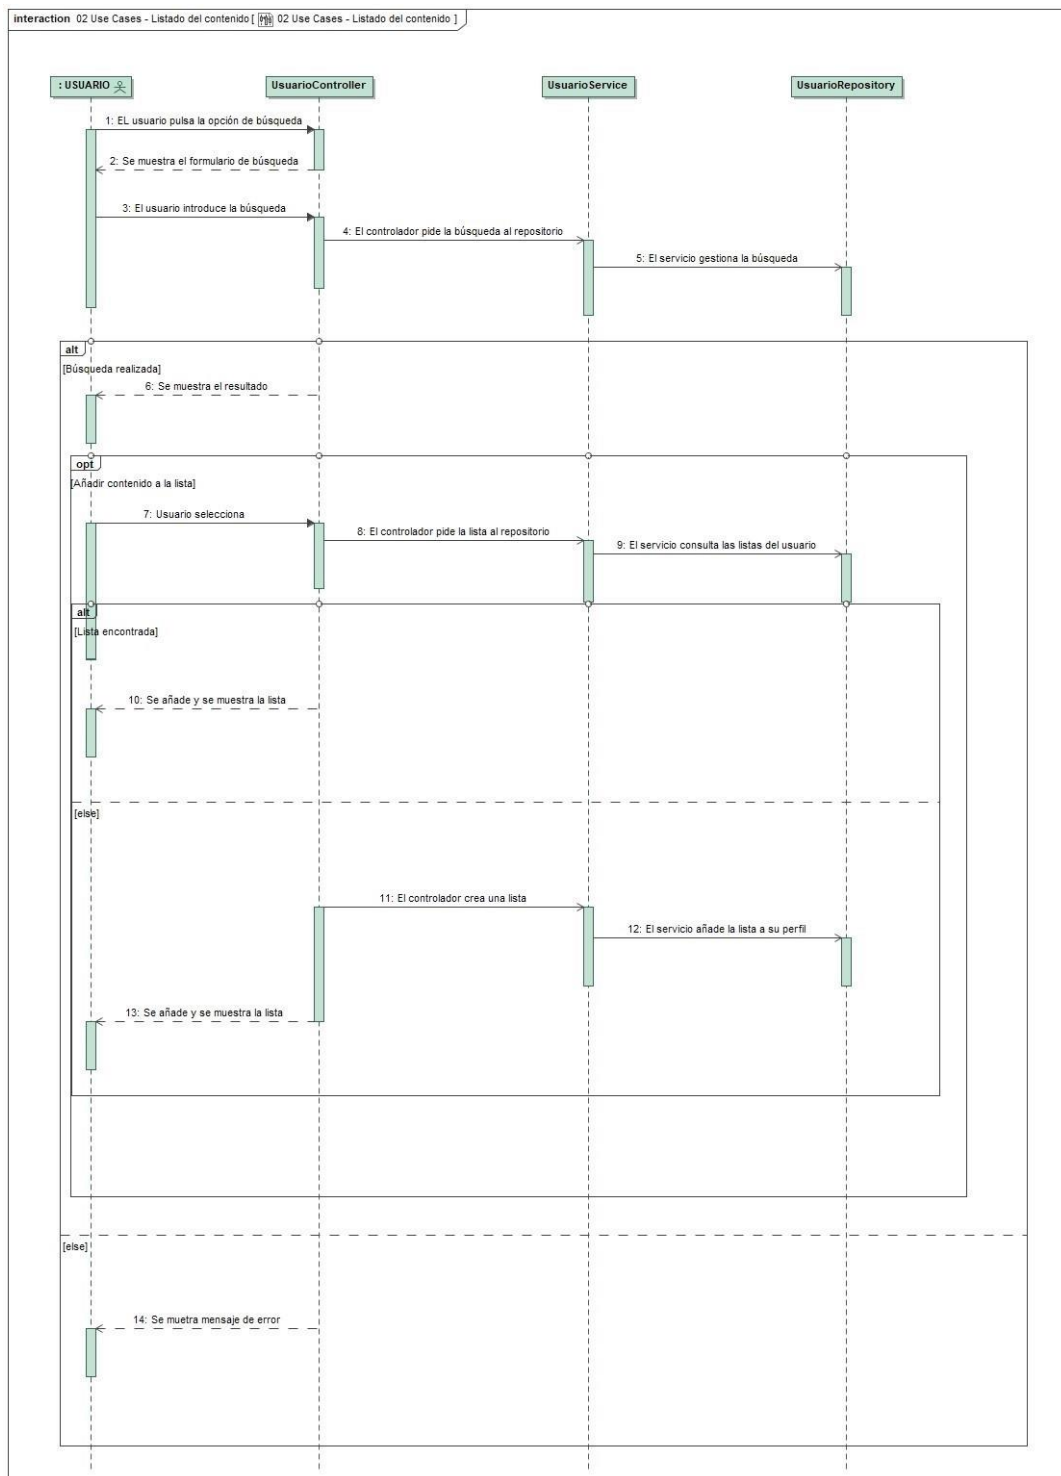 interaction 02 Use Cases - Listado del contenido [ 02 Use Cases - Listado del contenido ]
: USUARIO
UsuarioController
UsuarioService
UsuarioRepository
1: EL usuario pulsa la opción de búsqueda
2: Se muestra el formulario de búsqueda
3: El usuario introduce la búsqueda
4: El controlador pide la búsqueda al repositorio
5: El servicio gestiona la búsqueda
alt
[Búsqueda realizada]
6: Se muestra el resultado
opt
[Añadir contenido a la lista]
7: Usuario selecciona
8: El controlador pide la lista al repositorio
9: El servicio consulta las listas del usuario
alt
[Lista encontrada]
10: Se añade y se muestra la lista
[else]
11: El controlador crea una lista
12: El servicio añade la lista a su perfil
13: Se añade y se muestra la lista
[else]
14: Se muetra mensaje de error